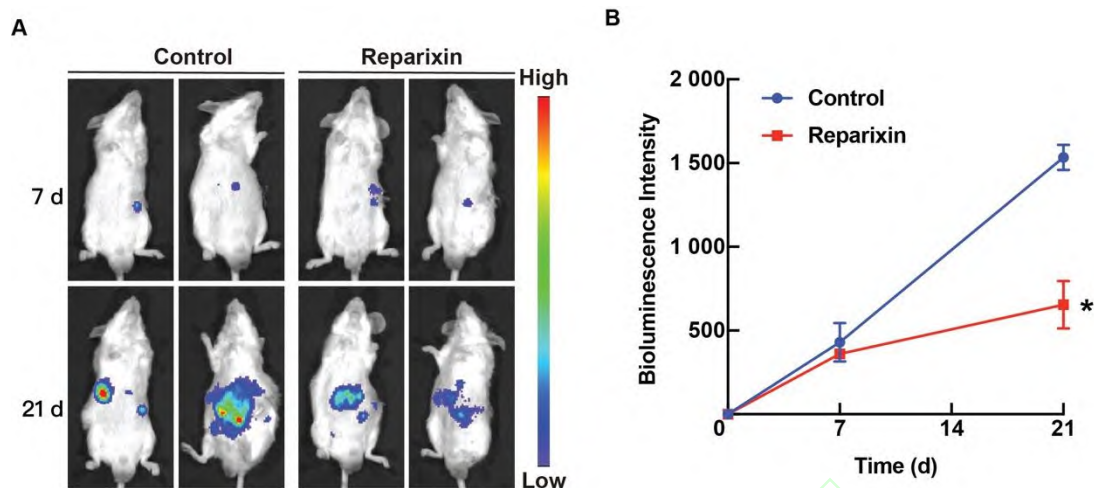 A
Control
Reparixin
High
7 d
21 d
Low
B
2 000
1 500
1 000
500
0
7
14
21
Control
Reparixin
*
Bioluminescence Intensity
Time (d)